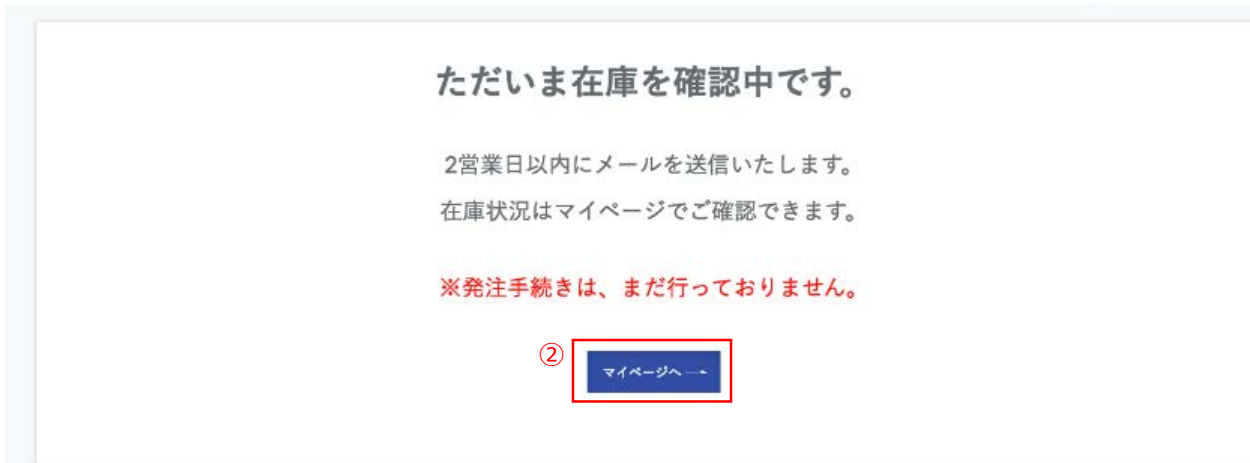 ただいま在庫を確認中です。
2営業日以内にメールを送信いたします。
在庫状況はマイページでご確認できます。
※発注手続きは、まだ行っておりません。
②
マイページへ